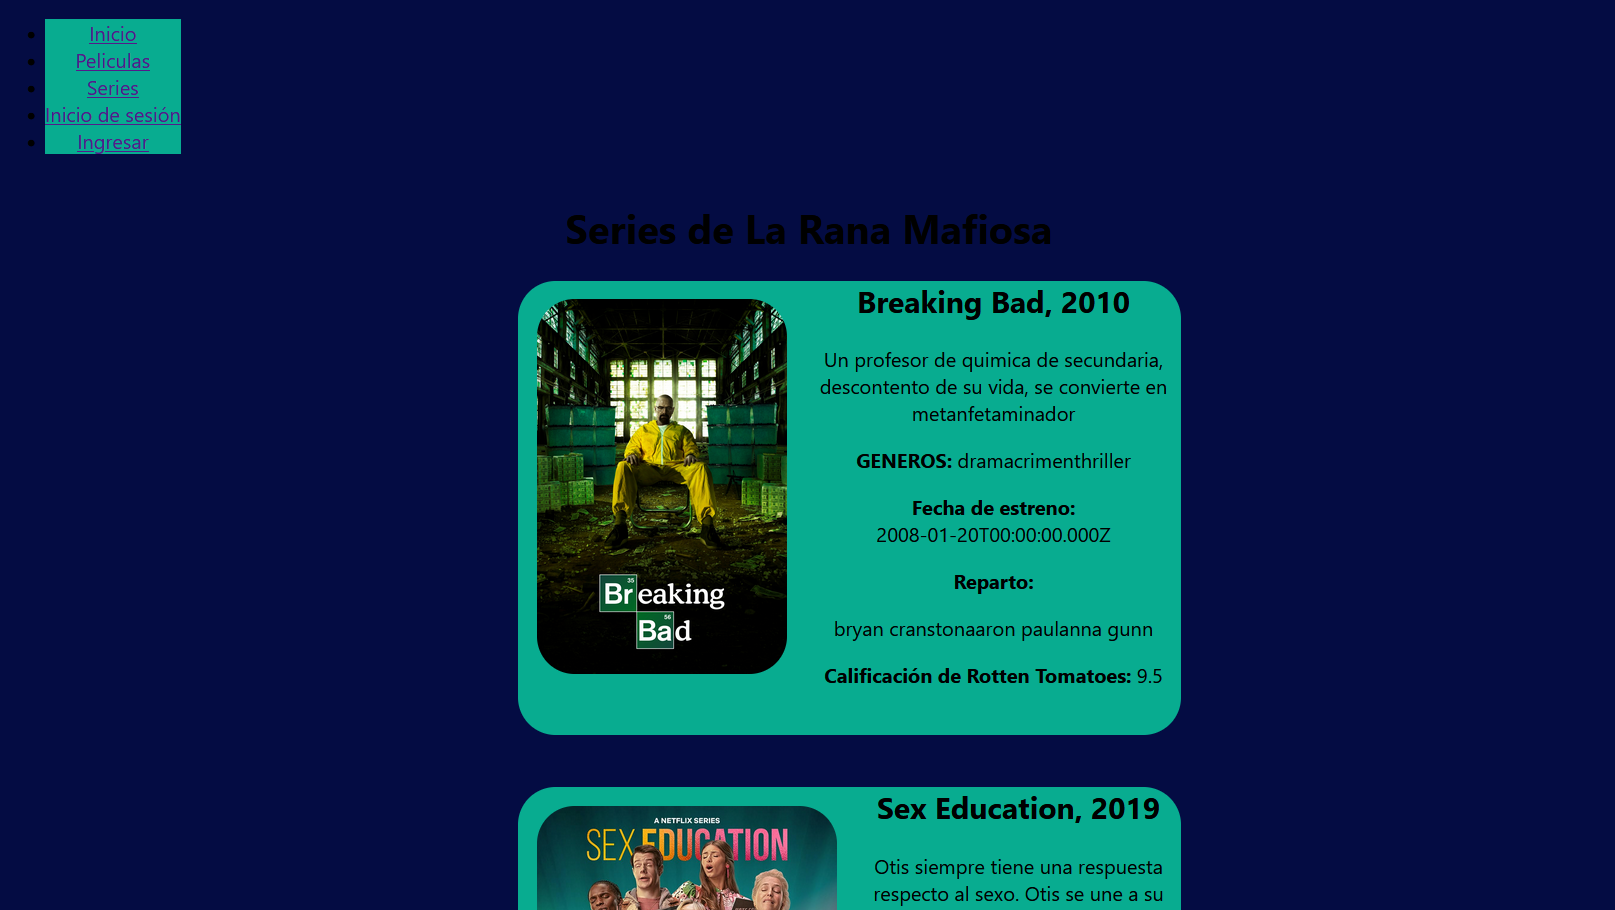 Inicio
Peliculas
Series
Inicio de sesión
Ingresar
Series de La Rana Mafiosa
Breaking Bad, 2010
Un profesor de quimica de secundaria,
descontento de su vida, se convierte en
metanfetaminador
GENEROS: dramacrimenthriller
Fecha de estreno:
2008-01-20T00:00:00.000Z
Reparto:
bryan cranstonaaron paulanna gunn
Calificación de Rotten Tomatoes: 9.5
35
Breaking
56
Bad
Sex Education, 2019
Otis siempre tiene una respuesta
respecto al sexo. Otis se une a su
A NETFLIX SERIES
SEX EDUCATION